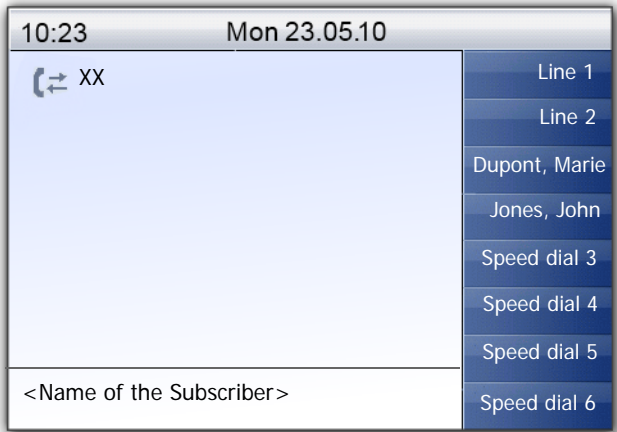 10:23 Mon 23.05.10
XX
Line 1
Line 2
Dupont, Marie
Jones, John
Speed dial 3
Speed dial 4
Speed dial 5
Speed dial 6
<Name of the Subscriber>